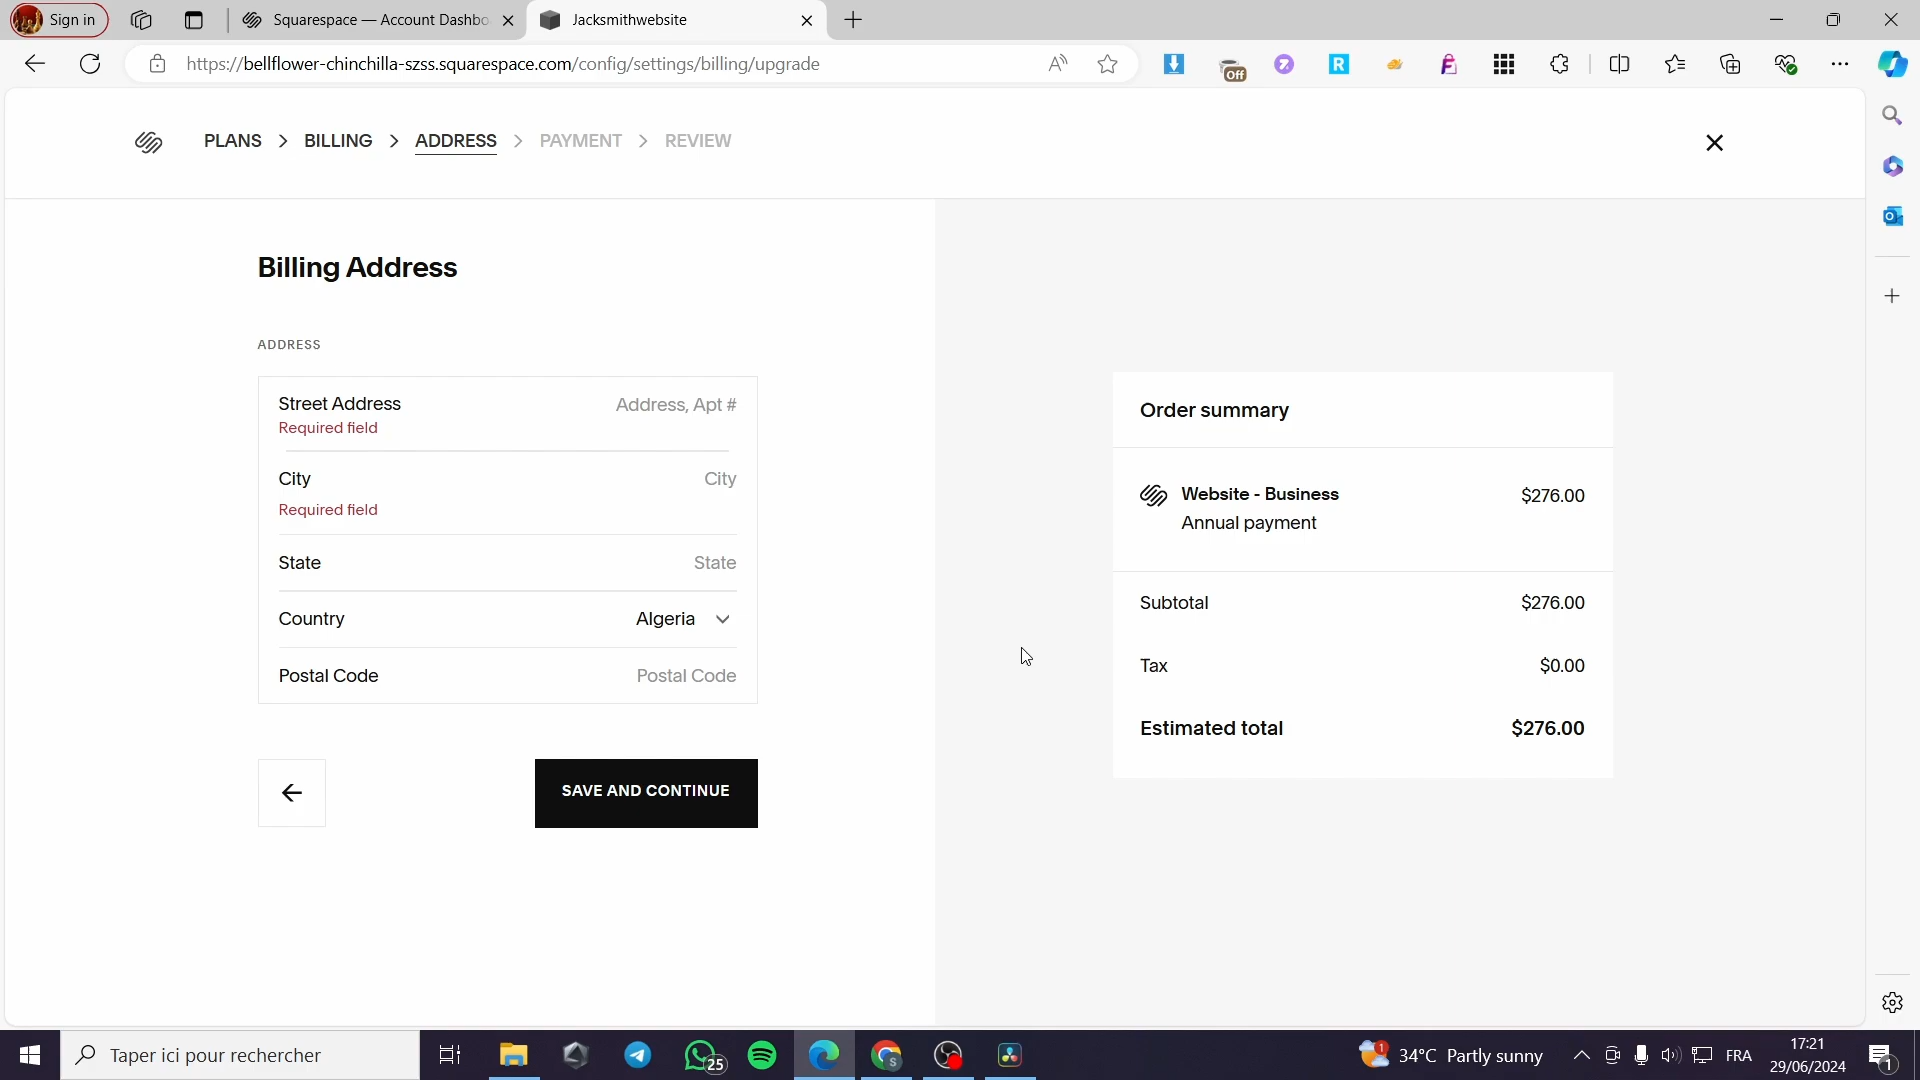 Sign in
Squarespace — Account Dashbo
Jacksmithwebsite
https://bellflower-chinchilla-szss.squarespace.com/config/settings/billing/upgrade
Off
PLANS > BILLING > ADDRESS > PAYMENT > REVIEW
Billing Address
ADDRESS
Street Address Address, Apt #
Required field
City City
Required field
State State
Country Algeria
Postal Code Postal Code
SAVE AND CONTINUE
Order summary
Website - Business $276.00
Annual payment
Subtotal $276.00
Tax $0.00
Estimated total $276.00
Taper ici pour rechercher
25
1
34°C Partly sunny
FRA
17:21
29/06/2024
1